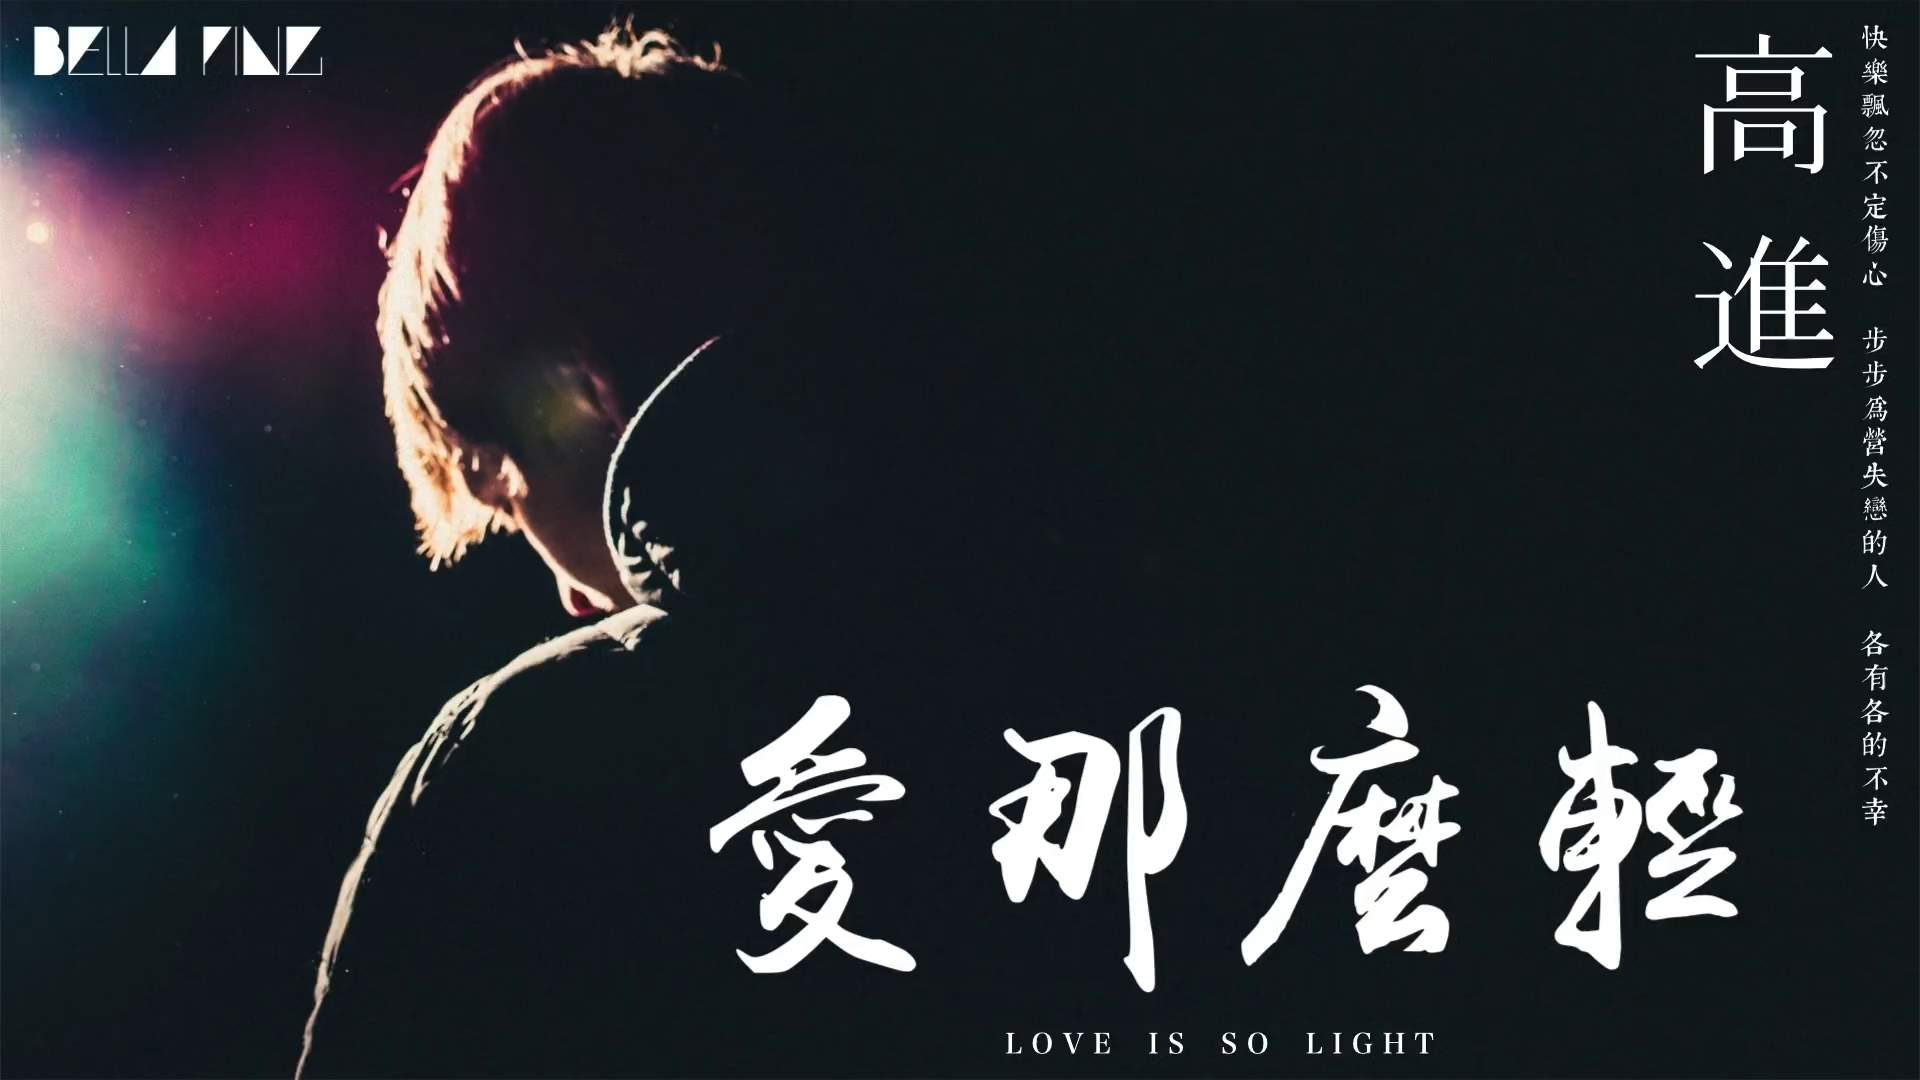 BELLA PING
高進
快樂飄忽不定傷心 步步爲營失戀的人 各有各的不幸
愛那麼輕
LOVE IS SO LIGHT